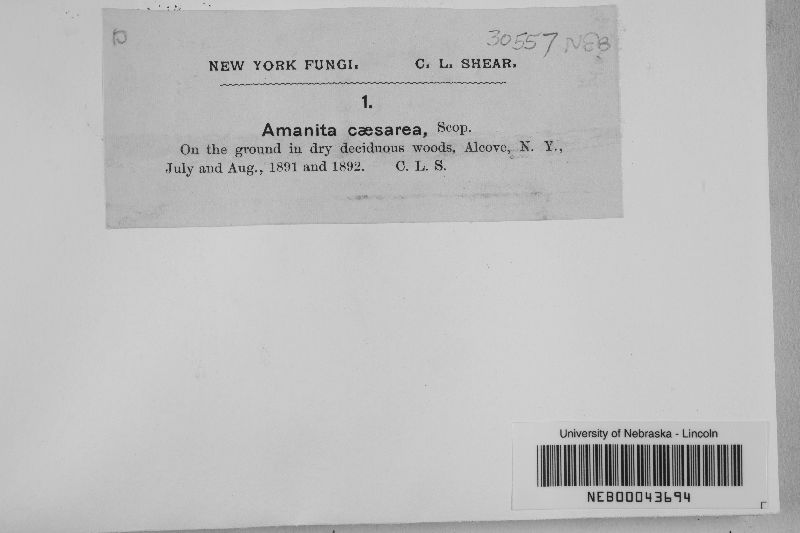 30557 NEB
NEW YORK FUNGI. C. L. SHEAR.
1.
Amanita cæsarea, Scop.
On the ground in dry deciduous woods, Alcove, N. Y.,
July and Aug., 1891 and 1892. C. L. S.
University of Nebraska - Lincoln
NEB00043694